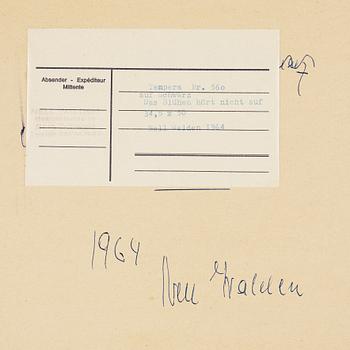 Absender - Expéditeur
Mittente
Tempera Nr. 560
auf Schwarz
Das Blühen hört nicht auf
34,5 x 50
Nell Walden 1964
1964
Nell Walden